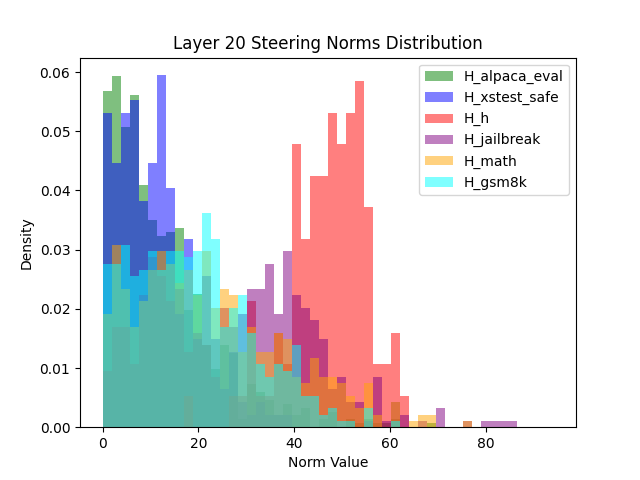 Layer 20 Steering Norms Distribution
H_alpaca_eval
H_xstest_safe
H_h
H_jailbreak
H_math
H_gsm8k
Density
0.06
0.05
0.04
0.03
0.02
0.01
0.00
0
20
40
60
80
Norm Value